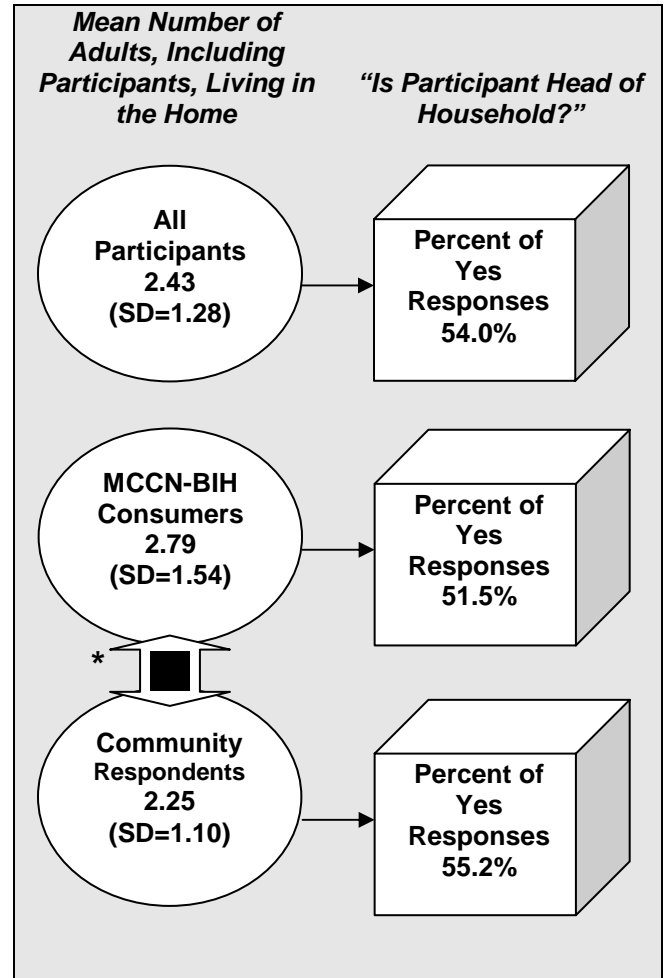 Mean Number of
Adults, Including
Participants, Living in
the Home
“Is Participant Head of
Household?”
All
Participants
2.43
(SD=1.28)
Percent of
Yes
Responses
54.0%
MCCN-BIH
Consumers
2.79
(SD=1.54)
Percent of
Yes
Responses
51.5%
*
Community
Respondents
2.25
(SD=1.10)
Percent of
Yes
Responses
55.2%